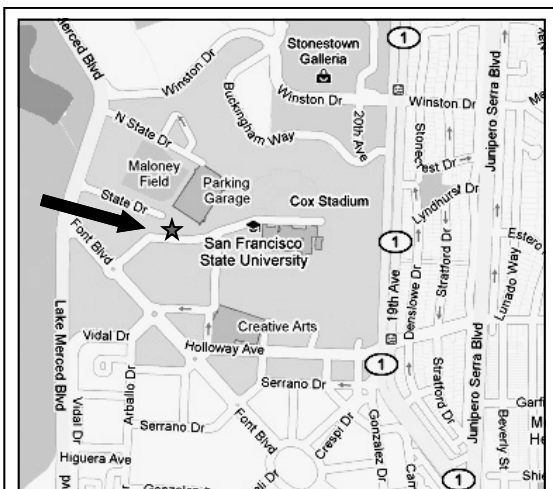 Merced Blvd
Winston Dr
Stonestown
Galleria
1
Winston Dr
Winston Dr
Buckingham Way
20th Ave
N State Dr
Maloney
Field
Parking
Garage
Cox Stadium
State Dr
San Francisco
State University
Font Blvd
1
19th Ave
Lyndhurst Dr
Denslowe Dr
Stratford Dr
Junipero Serra Blvd
Lunado Way
Estero
Creative Arts
Holloway Ave
1
Lake Merced Blvd
Vidal Dr
Arballo Dr
Serrano Dr
Stratford Dr
Junipero Serra Blvd
Beverly St
Garfi
Vidal Dr
Serrano Dr
Font Blvd
Crespi Dr
Gonzalez Dr
Higuera Ave
1